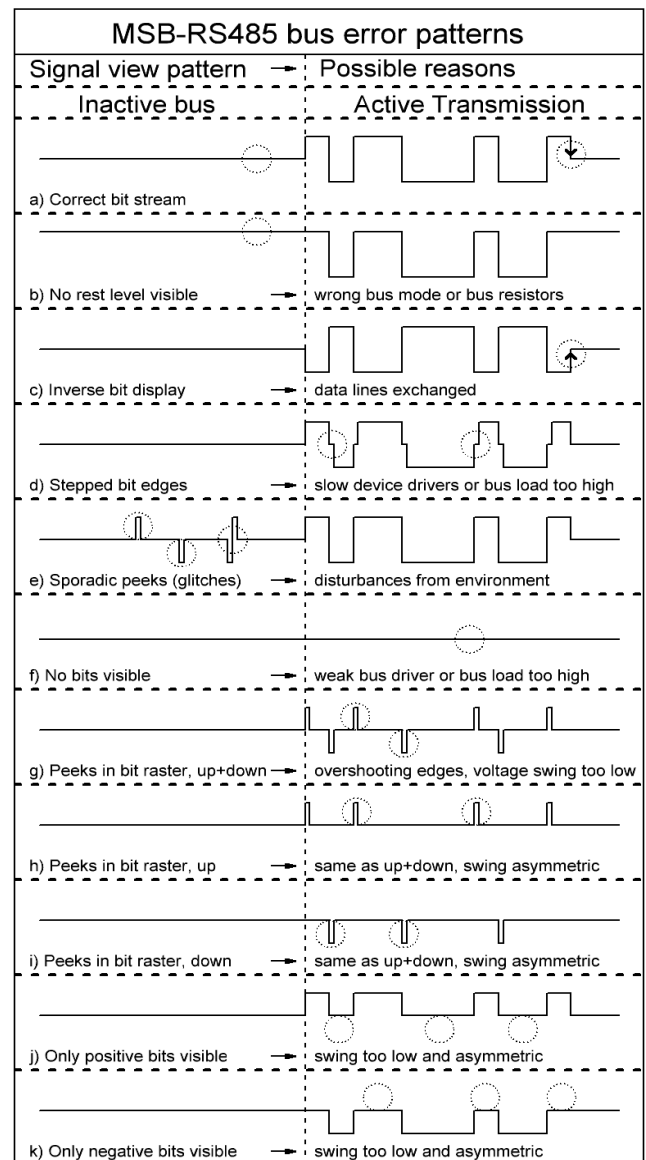 MSB-RS485 bus error patterns
Signal view pattern → Possible reasons
Inactive bus Active Transmission
a) Correct bit stream
b) No rest level visible → wrong bus mode or bus resistors
c) Inverse bit display → data lines exchanged
d) Stepped bit edges → slow device drivers or bus load too high
e) Sporadic peeks (glitches) → disturbances from environment
f) No bits visible → weak bus driver or bus load too high
g) Peeks in bit raster, up+down → overshooting edges, voltage swing too low
h) Peeks in bit raster, up → same as up+down, swing asymmetric
i) Peeks in bit raster, down → same as up+down, swing asymmetric
j) Only positive bits visible → swing too low and asymmetric
k) Only negative bits visible → swing too low and asymmetric